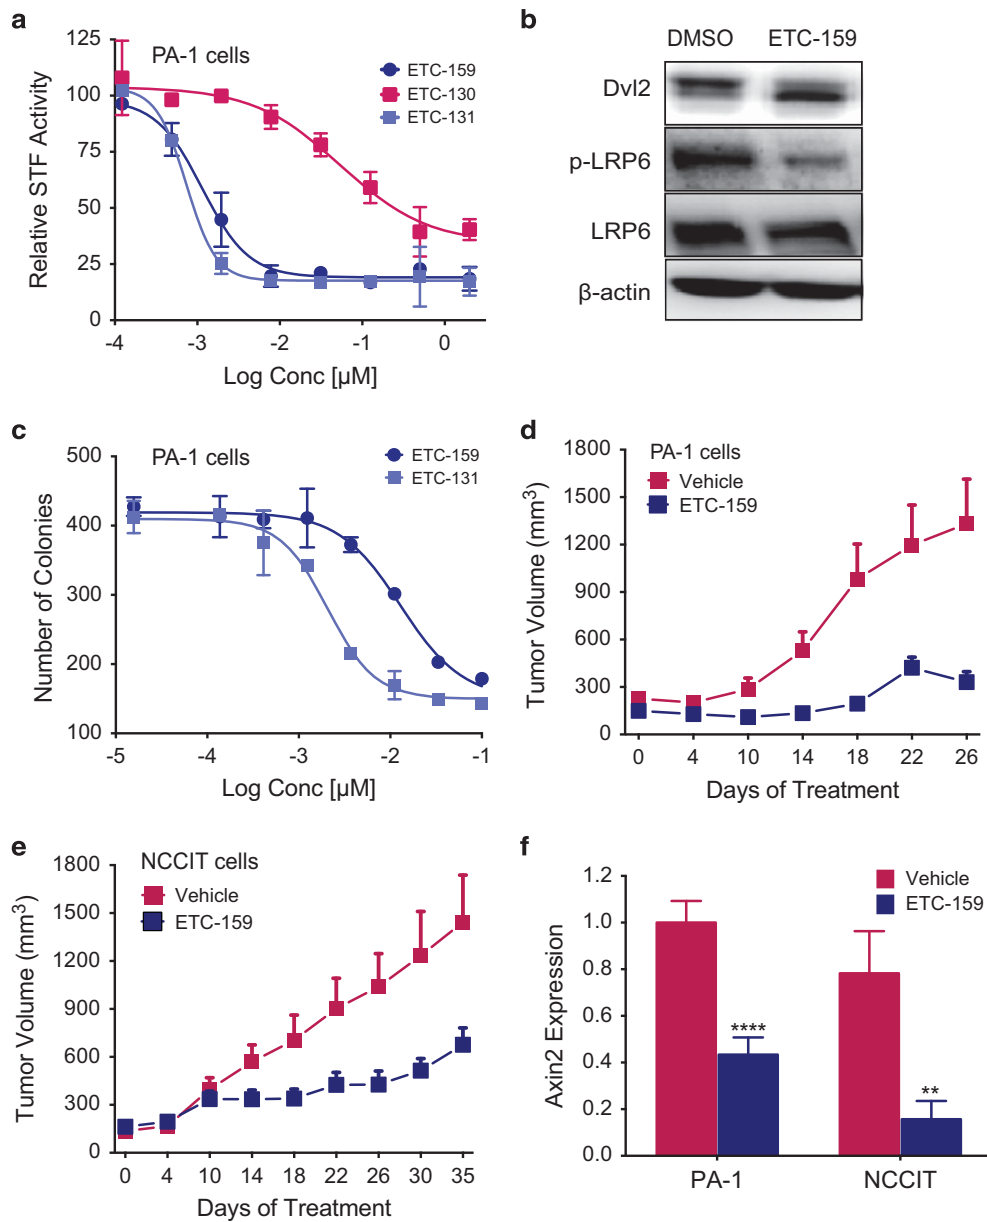 a
PA-1 cells
ETC-159
ETC-130
ETC-131
Relative STF Activity
125
100
75
50
25
0
-4 -3 -2 -1 0
Log Conc [µM]
b
DMSO ETC-159
Dvl2
p-LRP6
LRP6
β-actin
c
PA-1 cells
ETC-159
ETC-131
Number of Colonies
500
400
300
200
100
-5 -4 -3 -2 -1
Log Conc [µM]
d
PA-1 cells
Vehicle
ETC-159
Tumor Volume (mm³)
1800
1500
1200
900
600
300
0
0 4 10 14 18 22 26
Days of Treatment
e
NCCIT cells
Vehicle
ETC-159
Tumor Volume (mm³)
1800
1500
1200
900
600
300
0
0 4 10 14 18 22 26 30 35
Days of Treatment
f
Vehicle
ETC-159
Axin2 Expression
1.2
1.0
0.8
0.6
0.4
0.2
0.0
****
**
PA-1 NCCIT